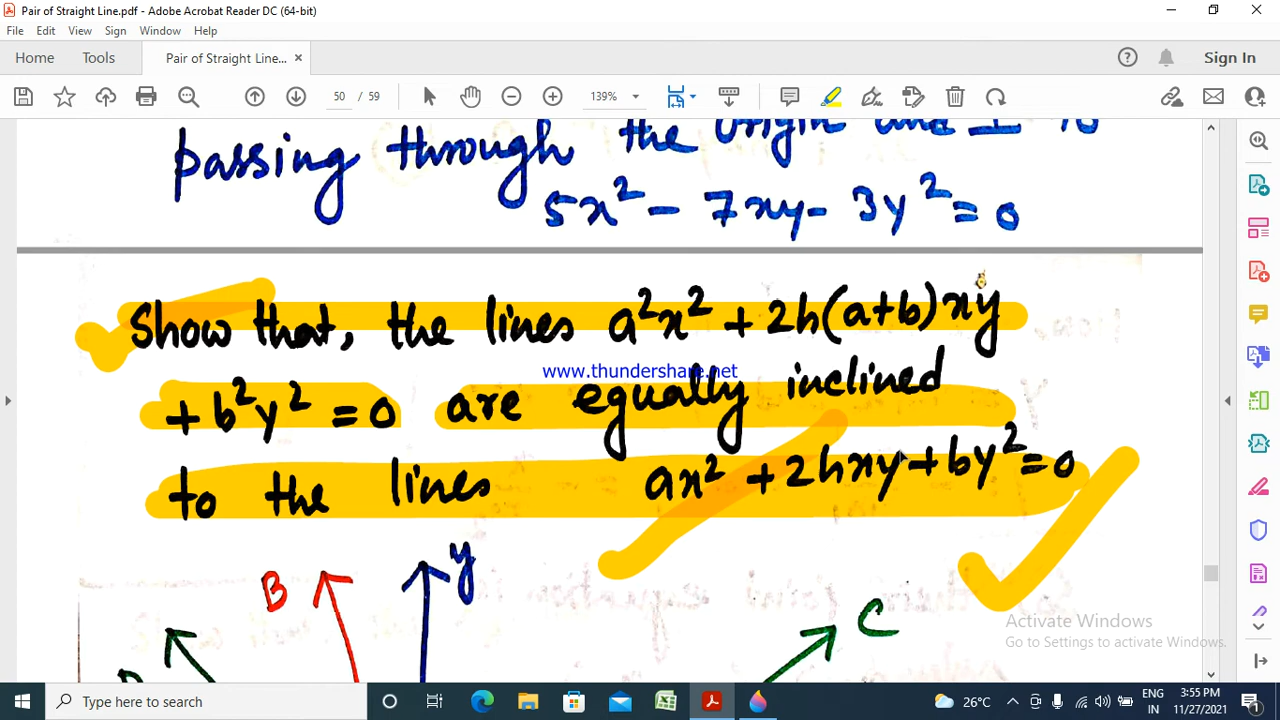 Pair of Straight Line.pdf - Adobe Acrobat Reader DC (64-bit)
File Edit View Sign Window Help
Home Tools Pair of Straight Line... × Sign In
50 / 59 139%
passing through the origin and ⊥ to
5x² - 7xy - 3y² = 0
Show that, the lines a²x² + 2h(a+b)xy
www.thundershare.net
+ b²y² = 0 are equally inclined
to the lines ax² + 2hxy + by² = 0
B y C
Activate Windows
Go to Settings to activate Windows.
Type here to search 26°C ENG 3:55 PM
IN 11/27/2021